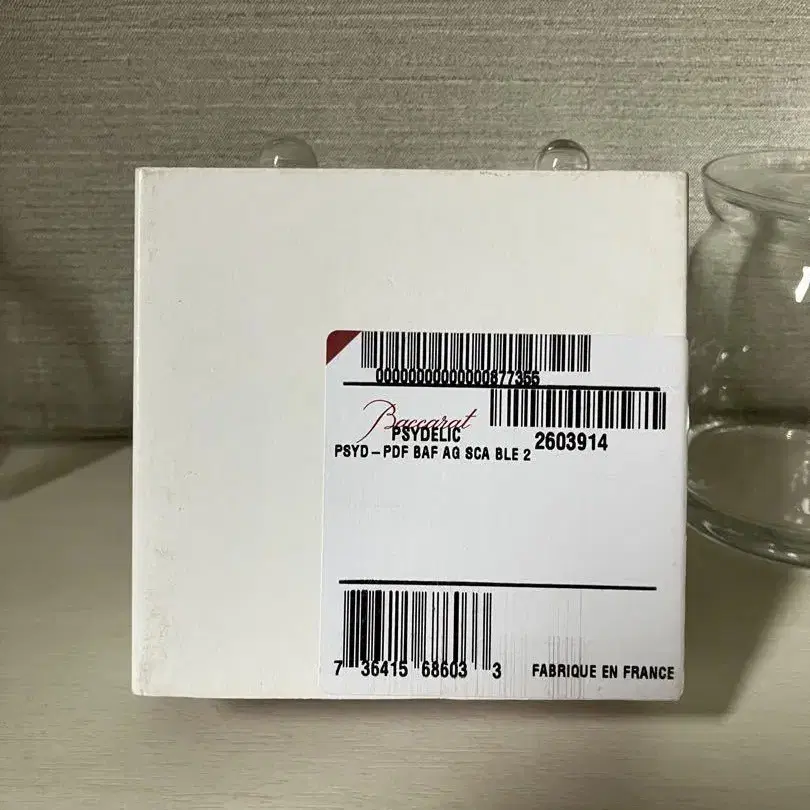 0000000000000877355
Baccarat
PSYDELIC
2603914
PSYD-PDF BAF AG SCA BLE 2
7 36415 68603 3
FABRIQUE EN FRANCE